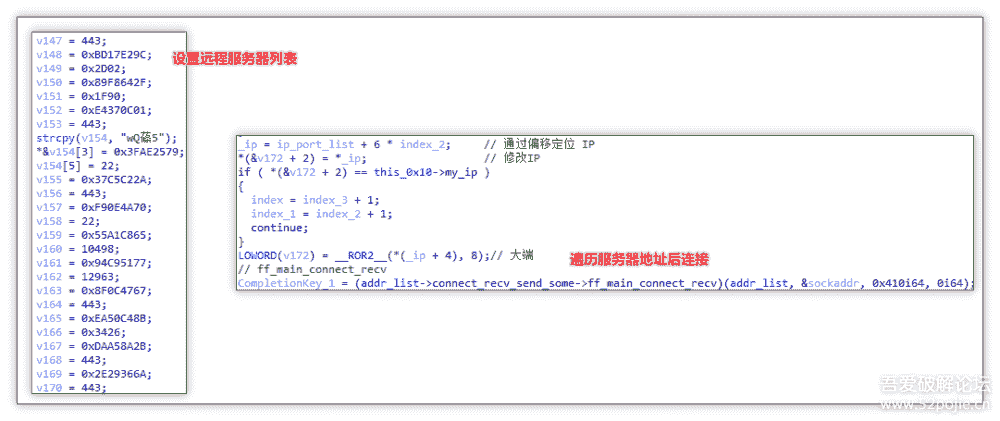 v147 = 443;
v148 = 0xBD17E29C;
v149 = 0x2D02;
v150 = 0x89F8642F;
v151 = 0x1F90;
v152 = 0xE4370C01;
v153 = 443;
strcpy(v154, "wQ蕬5");
*&v154[3] = 0x3FAE2579;
v154[5] = 22;
v155 = 0x37C5C22A;
v156 = 443;
v157 = 0xF90E4A70;
v158 = 22;
v159 = 0x55A1C865;
v160 = 10498;
v161 = 0x94C95177;
v162 = 12963;
v163 = 0x8F0C4767;
v164 = 443;
v165 = 0xEA50C48B;
v166 = 0x3426;
v167 = 0xDAA58A2B;
v168 = 443;
v169 = 0x2E29366A;
v170 = 443;
设置远程服务器列表
_ip = ip_port_list + 6 * index_2; // 通过偏移定位 IP
*(&v172 + 2) = *_ip; // 修改IP
if ( *(&v172 + 2) == this_0x10->my_ip )
{
index = index_3 + 1;
index_1 = index_2 + 1;
continue;
}
LOWORD(v172) = __ROR2__(*(_ip + 4), 8);// 大端
// ff_main_connect_recv
CompletionKey_1 = (addr_list->connect_recv_send_some->ff_main_connect_recv)(addr_list, &sockaddr, 0x410i64, 0i64);
遍历服务器地址后连接
吾爱破解论坛
www.52pojie.cn